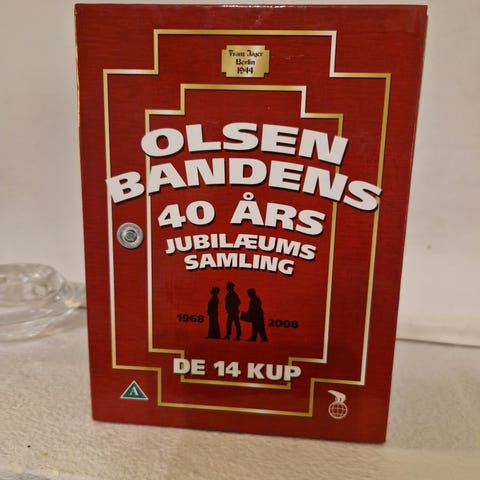 Franz Jäger
Berlin
1944
OLSEN
BANDENS
40 ÅRS
JUBILÆUMS
SAMLING
1968 2008
DE 14 KUP
A